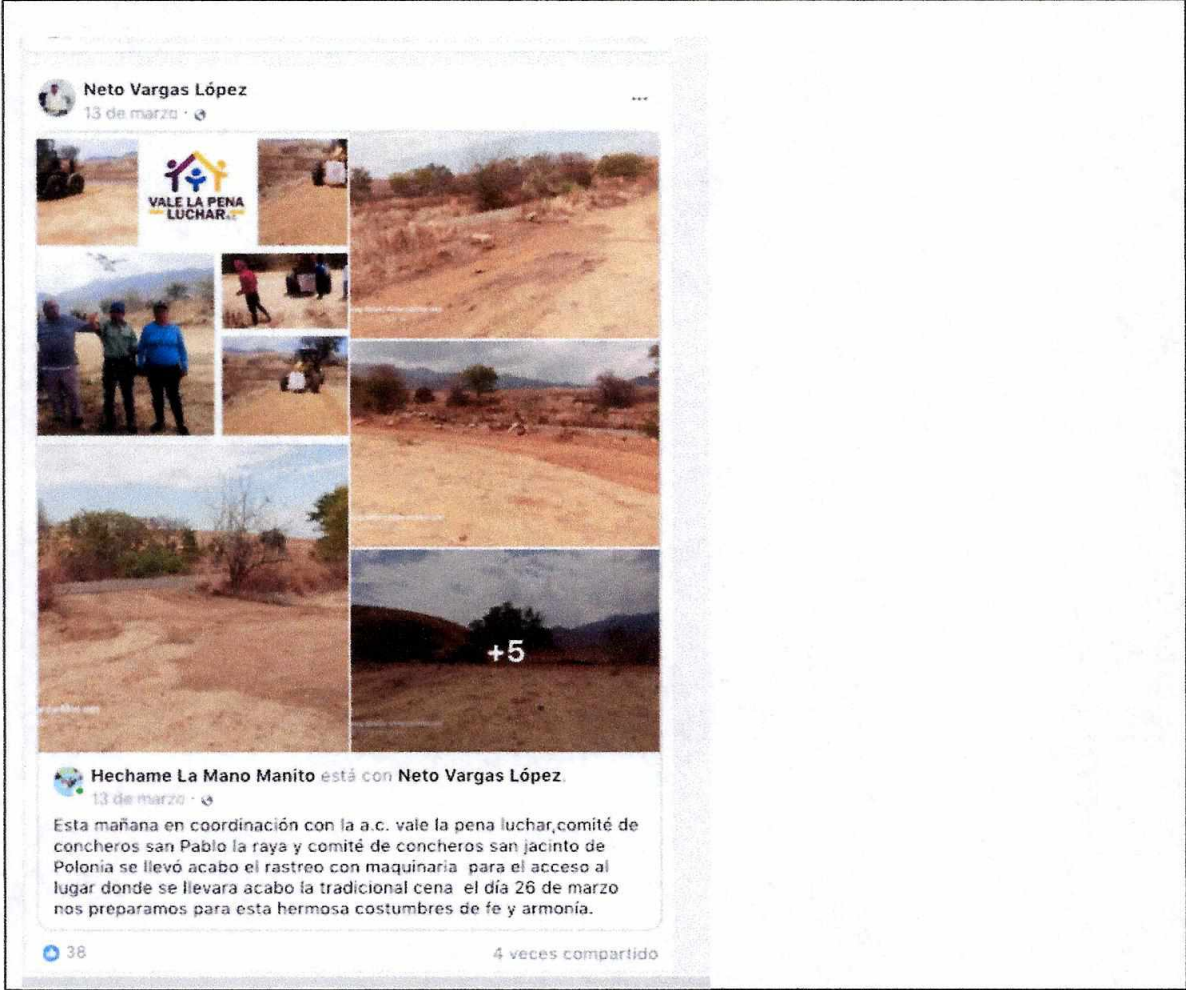 Neto Vargas López
13 de marzo
...
VALE LA PENA
LUCHAR A.C.
+5
Hechame La Mano Manito está con Neto Vargas López.
13 de marzo
Esta mañana en coordinación con la a.c. vale la pena luchar,comité de
concheros san Pablo la raya y comité de concheros san jacinto de
Polonia se llevó acabo el rastreo con maquinaria para el acceso al
lugar donde se llevara acabo la tradicional cena el día 26 de marzo
nos preparamos para esta hermosa costumbres de fe y armonía.
38
4 veces compartido